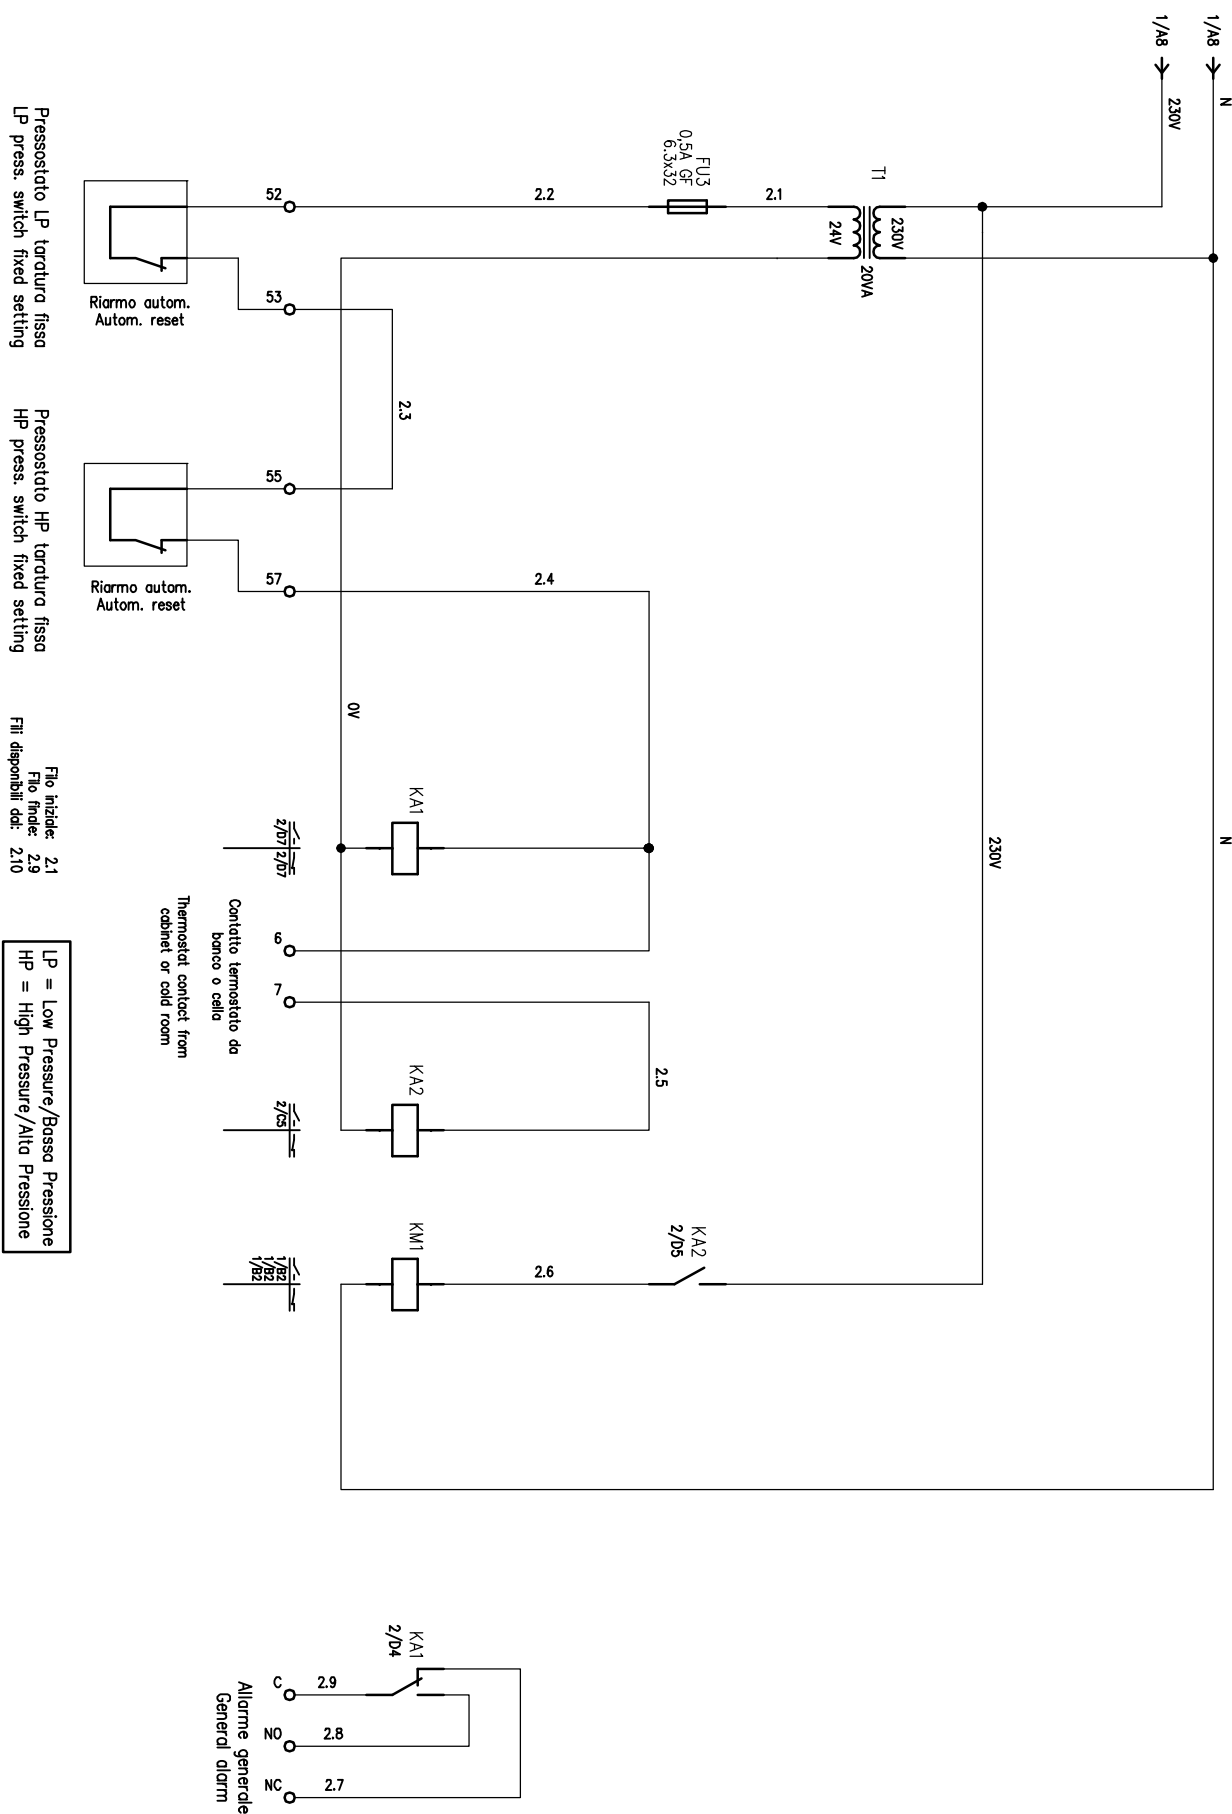 1/A8
1/A8
N
230V
N
230V
T1
230V
24V
20VA
FU3
0,5A GF
6.3x32
2.1
2.2
52
53
2.3
55
57
2.4
0V
Riarmo autom.
Autom. reset
Riarmo autom.
Autom. reset
Pressostato LP taratura fissa
LP press. switch fixed setting
Pressostato HP taratura fissa
HP press. switch fixed setting
KA1
2/D7
2/D7
6
7
Contatto termostato da
banco o cella
Thermostat contact from
cabinet or cold room
2.5
KA2
2/C5
KA2
2/D5
2.6
KM1
1/B2
1/B2
1/B2
KA1
2/D4
C
2.9
NO
2.8
NC
2.7
Allarme generale
General alarm
Filo iniziale: 2.1
Filo finale: 2.9
Fili disponibili dal: 2.10
LP = Low Pressure/Bassa Pressione
HP = High Pressure/Alta Pressione